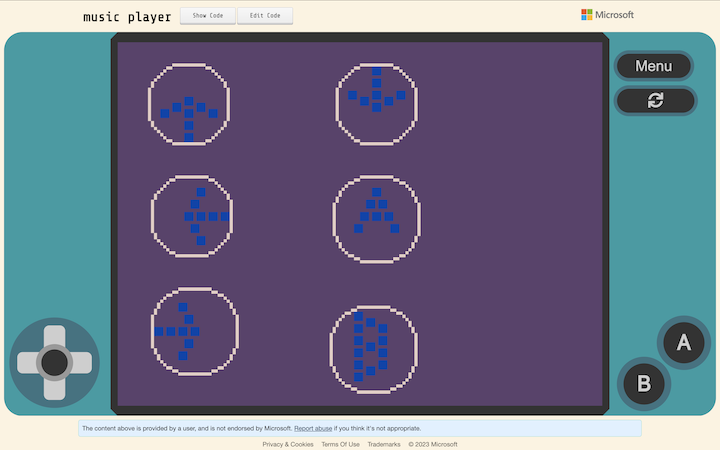 music player
Show Code
Edit Code
Microsoft
Menu
A
A
B
B
The content above is provided by a user, and is not endorsed by Microsoft. Report abuse if you think it's not appropriate.
Privacy & Cookies Terms Of Use Trademarks © 2023 Microsoft